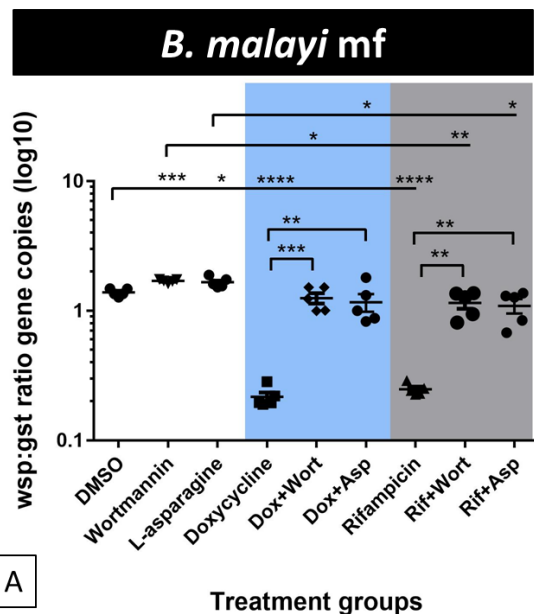 B. malayi mf
wsp:gst ratio gene copies (log10)
* *
* **
*** * **** ****
10
** **
*** **
1
0.1
DMSO
Wortmannin
L-asparagine
Doxycycline
Dox+Wort
Dox+Asp
Rifampicin
Rif+Wort
Rif+Asp
A
Treatment groups